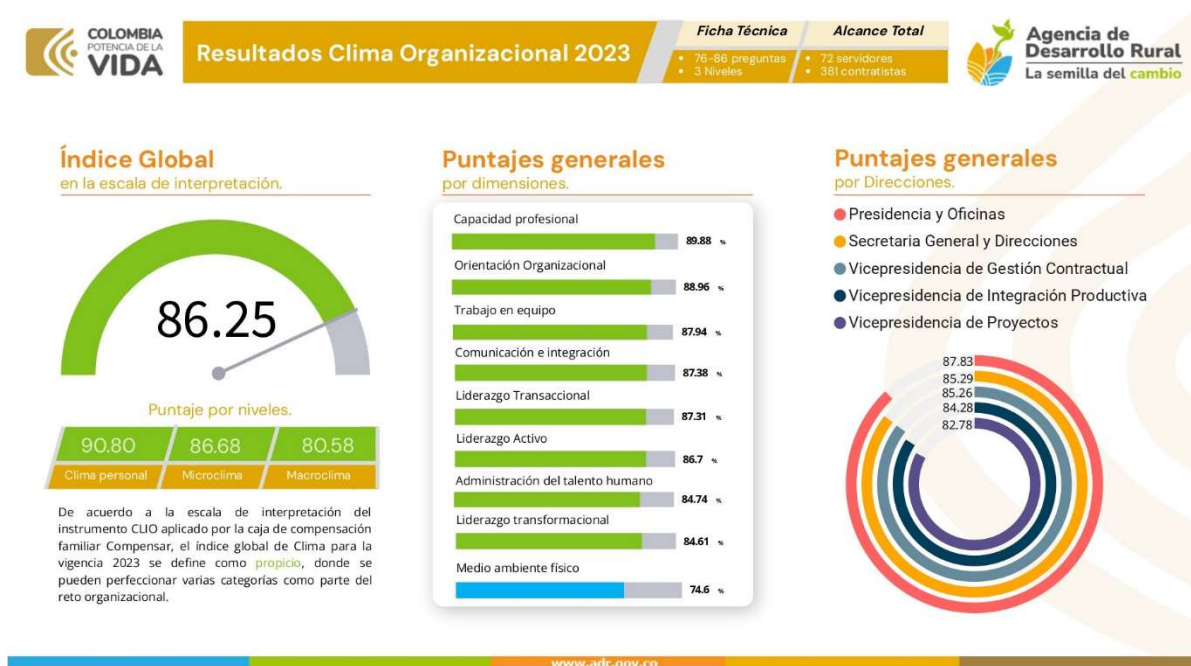 COLOMBIA
POTENCIA DE LA
VIDA
Resultados Clima Organizacional 2023
Ficha Técnica
• 76-86 preguntas
• 3 Niveles
Alcance Total
• 72 servidores
• 381 contratistas
Agencia de
Desarrollo Rural
La semilla del cambio
Índice Global
en la escala de interpretación.
86.25
Puntaje por niveles.
90.80 86.68 80.58
Clima personal Microclima Macroclima
De acuerdo a la escala de interpretación del
instrumento CLIO aplicado por la caja de compensación
familiar Compensar, el índice global de Clima para la
vigencia 2023 se define como propicio, donde se
pueden perfeccionar varias categorías como parte del
reto organizacional.
Puntajes generales
por dimensiones.
Capacidad profesional
89.88 %
Orientación Organizacional
88.96 %
Trabajo en equipo
87.94 %
Comunicación e integración
87.38 %
Liderazgo Transaccional
87.31 %
Liderazgo Activo
86.7 %
Administración del talento humano
84.74 %
Liderazgo transformacional
84.61 %
Medio ambiente físico
74.6 %
Puntajes generales
por Direcciones.
Presidencia y Oficinas
Secretaria General y Direcciones
Vicepresidencia de Gestión Contractual
Vicepresidencia de Integración Productiva
Vicepresidencia de Proyectos
87.83
85.29
85.26
84.28
82.78
www.adr.gov.co